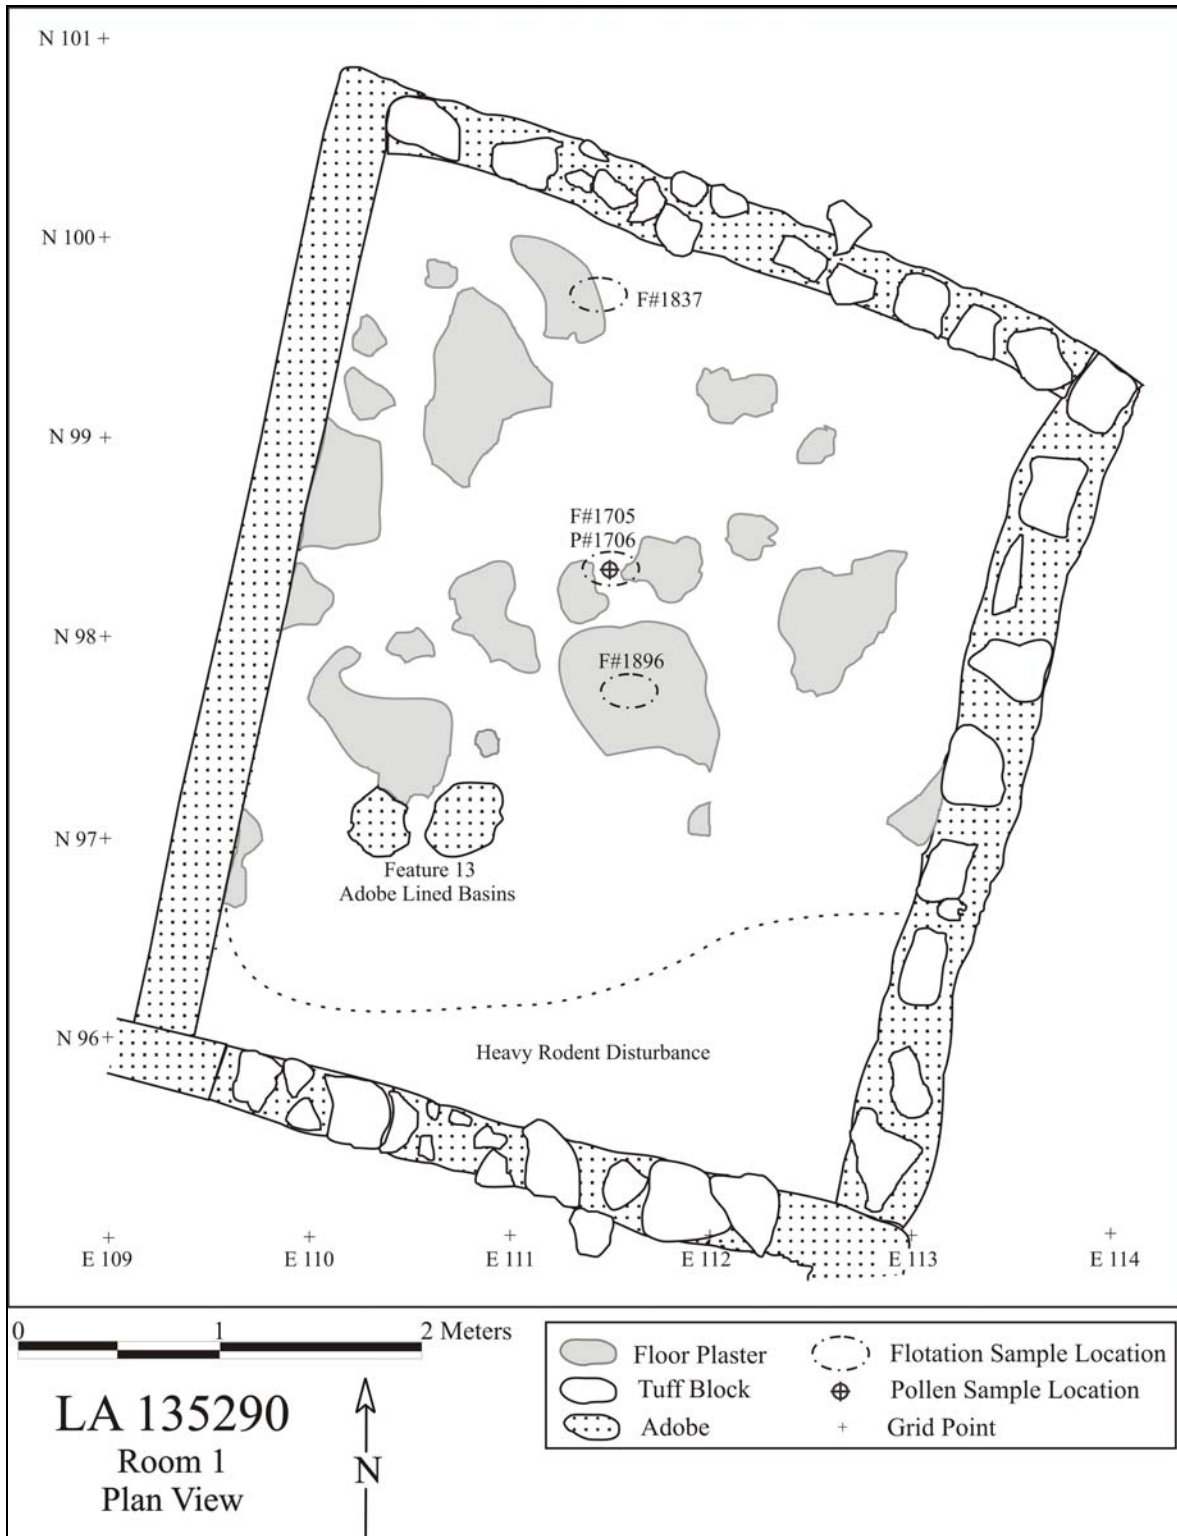 N 101 +
N 100 +
F#1837
N 99 +
F#1705
P#1706
N 98 +
F#1896
N 97+
Feature 13
Adobe Lined Basins
N 96+
Heavy Rodent Disturbance
+ + + + + +
E 109 E 110 E 111 E 112 E 113 E 114
0 1 2 Meters
LA 135290
Room 1
Plan View
N
Floor Plaster
Tuff Block
Adobe
Flotation Sample Location
Pollen Sample Location
+ Grid Point